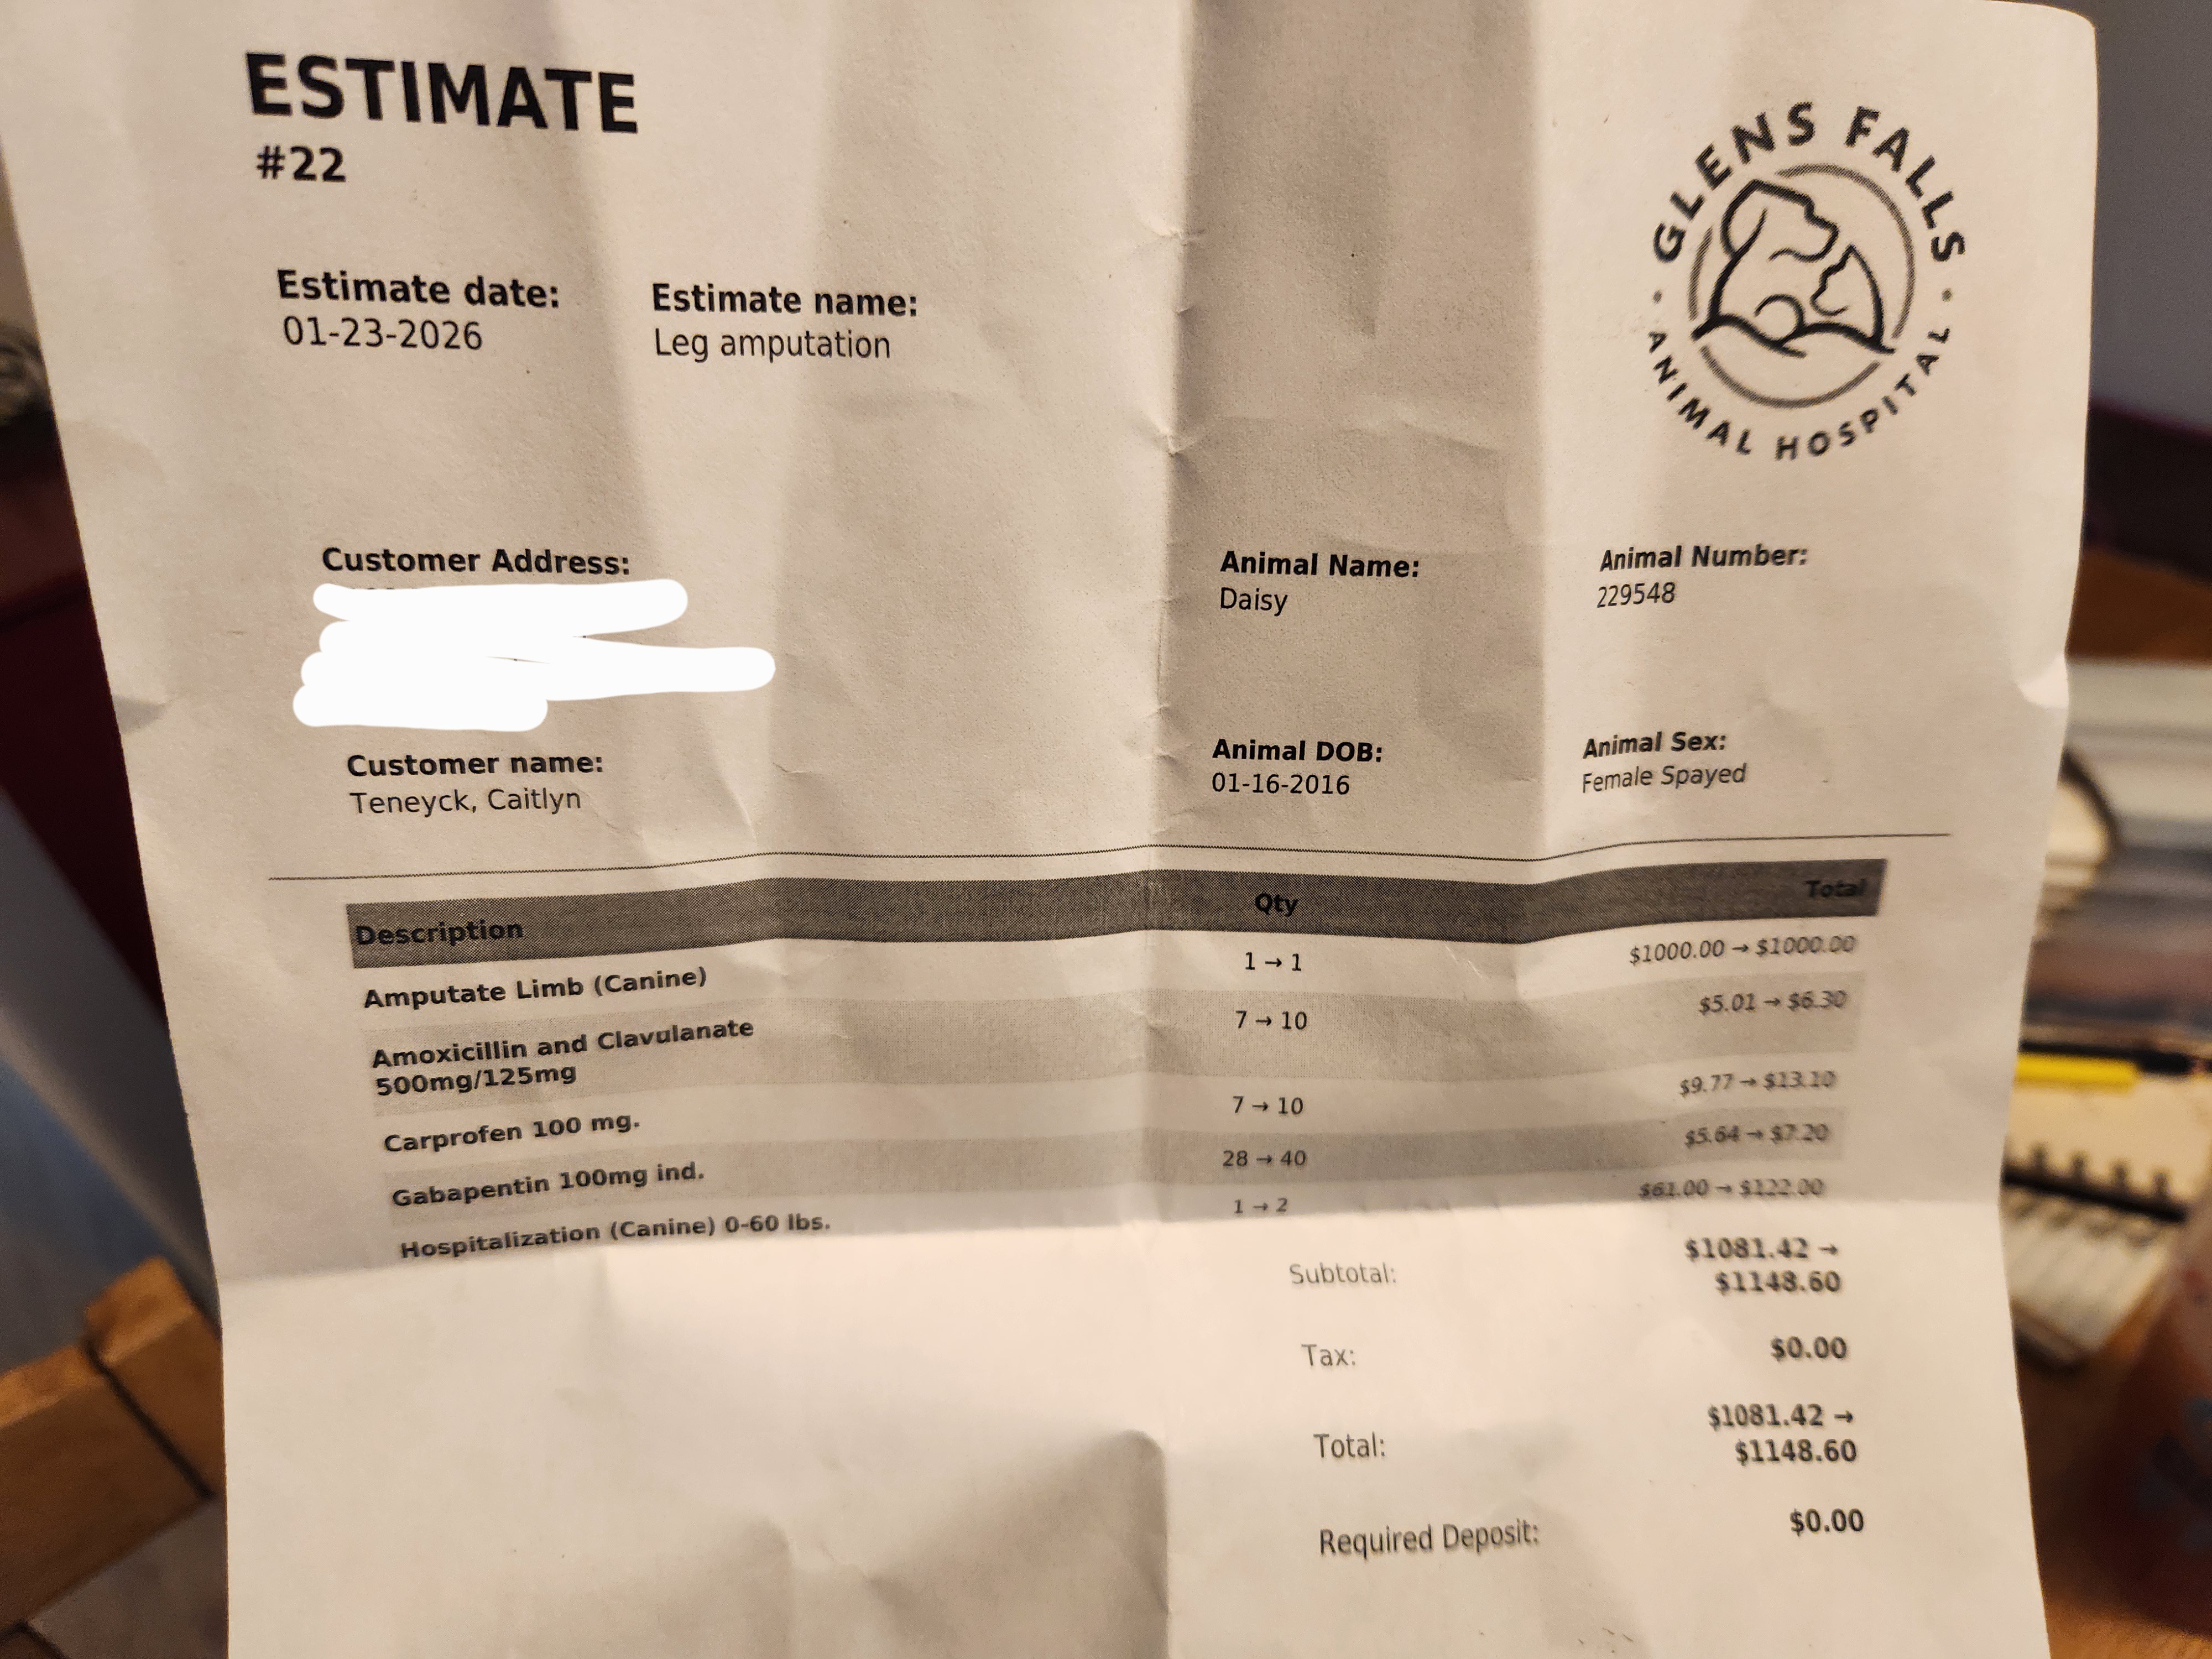 ESTIMATE
#22
GLENS FALLS
· ANIMAL HOSPITAL ·
Estimate date: Estimate name:
01-23-2026 Leg amputation
Customer Address: Animal Name: Animal Number:
Daisy 229548
Customer name: Animal DOB: Animal Sex:
Teneyck, Caitlyn 01-16-2016 Female Spayed
Description Qty Total
Amputate Limb (Canine) 1 → 1 $1000.00 → $1000.00
Amoxicillin and Clavulanate 7 → 10 $5.01 → $6.30
500mg/125mg
Carprofen 100 mg. 7 → 10 $9.77 → $13.10
Gabapentin 100mg ind. 28 → 40 $5.64 → $7.20
Hospitalization (Canine) 0-60 lbs. 1 → 2 $61.00 → $122.00
Subtotal: $1081.42 →
$1148.60
Tax: $0.00
Total: $1081.42 →
$1148.60
Required Deposit: $0.00